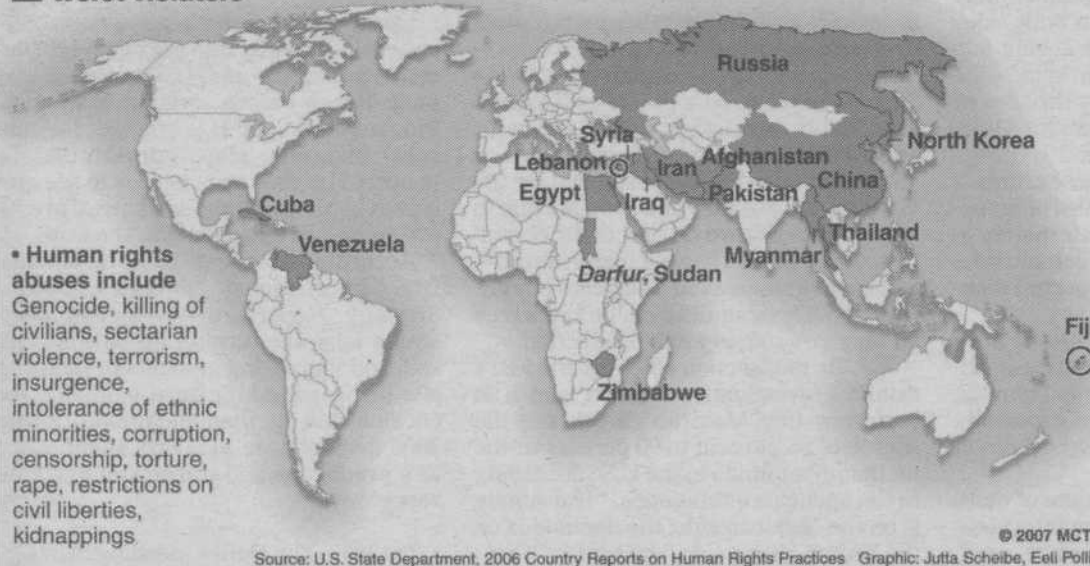 Russia
North Korea
Syria
Lebanon
Iran
Afghanistan
China
Egypt
Iraq
Pakistan
Cuba
Venezuela
Thailand
Myanmar
Darfur, Sudan
Fij
Zimbabwe
• Human rights
abuses include
Genocide, killing of
civilians, sectarian
violence, terrorism,
insurgence,
intolerance of ethnic
minorities, corruption,
censorship, torture,
rape, restrictions on
civil liberties,
kidnappings
© 2007 MCT
Source: U.S. State Department, 2006 Country Reports on Human Rights Practices Graphic: Jutta Scheibe, Eeli Poll